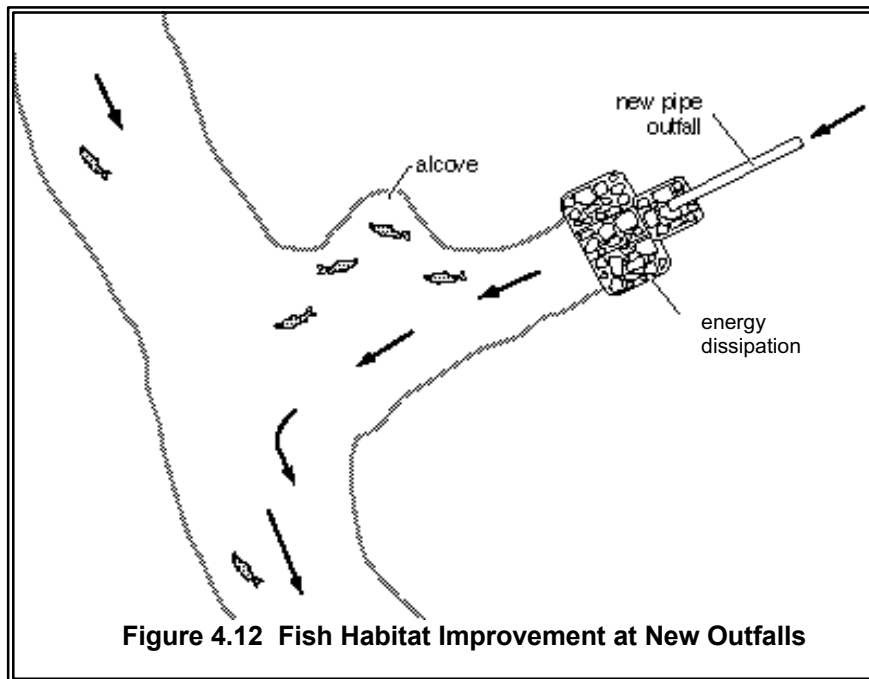 new pipe
outfall
alcove
energy
dissipation
Figure 4.12 Fish Habitat Improvement at New Outfalls